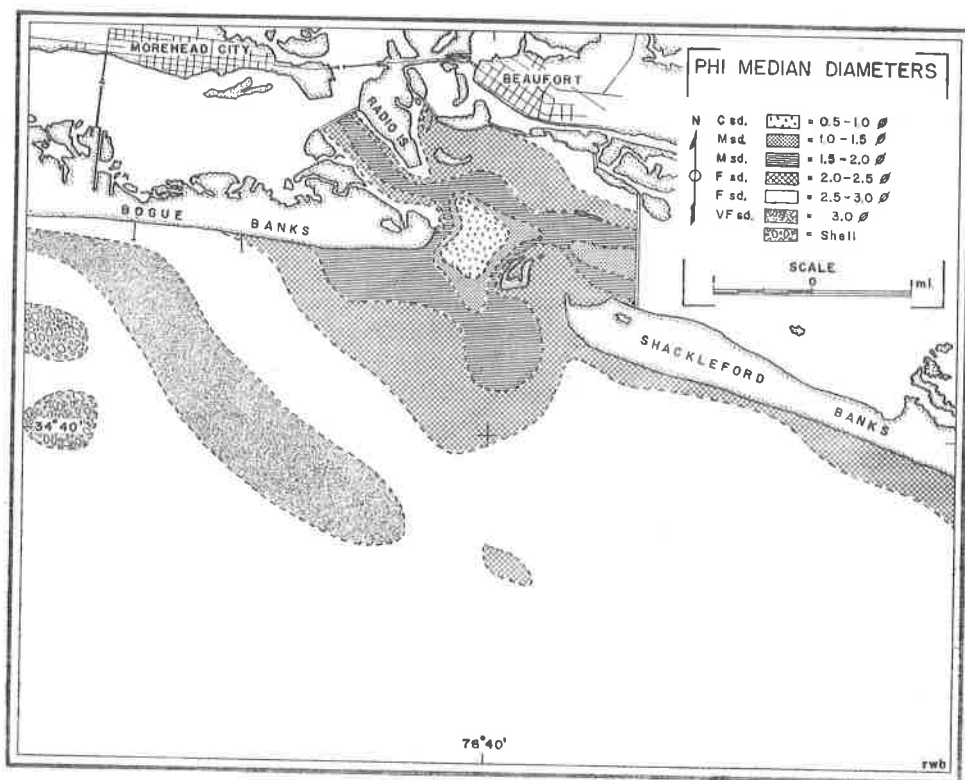 MOREHEAD CITY
BEAUFORT
RADIO IS.
BOGUE BANKS
SHACKLEFORD BANKS
34°40'
76°40'
rwb
PHI MEDIAN DIAMETERS
N
C sd. = 0.5-1.0 ø
M sd. = 1.0-1.5 ø
M sd. = 1.5-2.0 ø
F sd. = 2.0-2.5 ø
F sd. = 2.5-3.0 ø
VF sd. = 3.0 ø
= Shell
SCALE
0
mi.